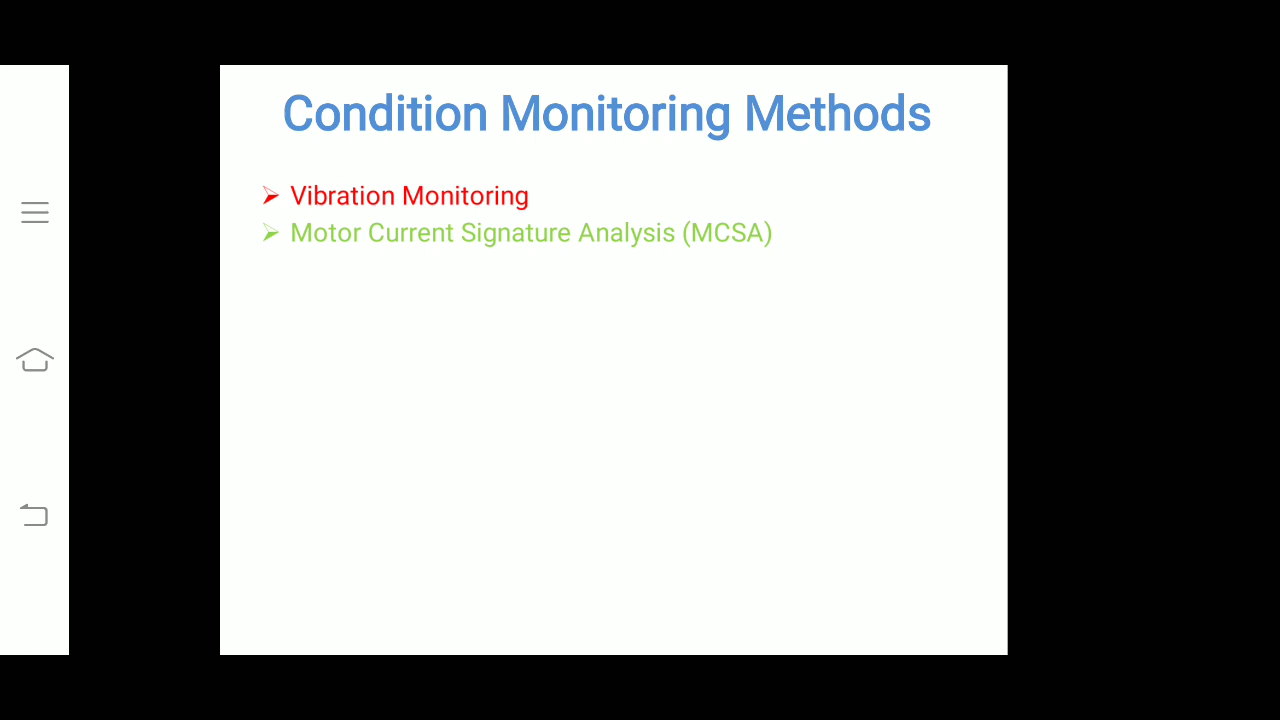 Condition Monitoring Methods
Vibration Monitoring
Motor Current Signature Analysis (MCSA)